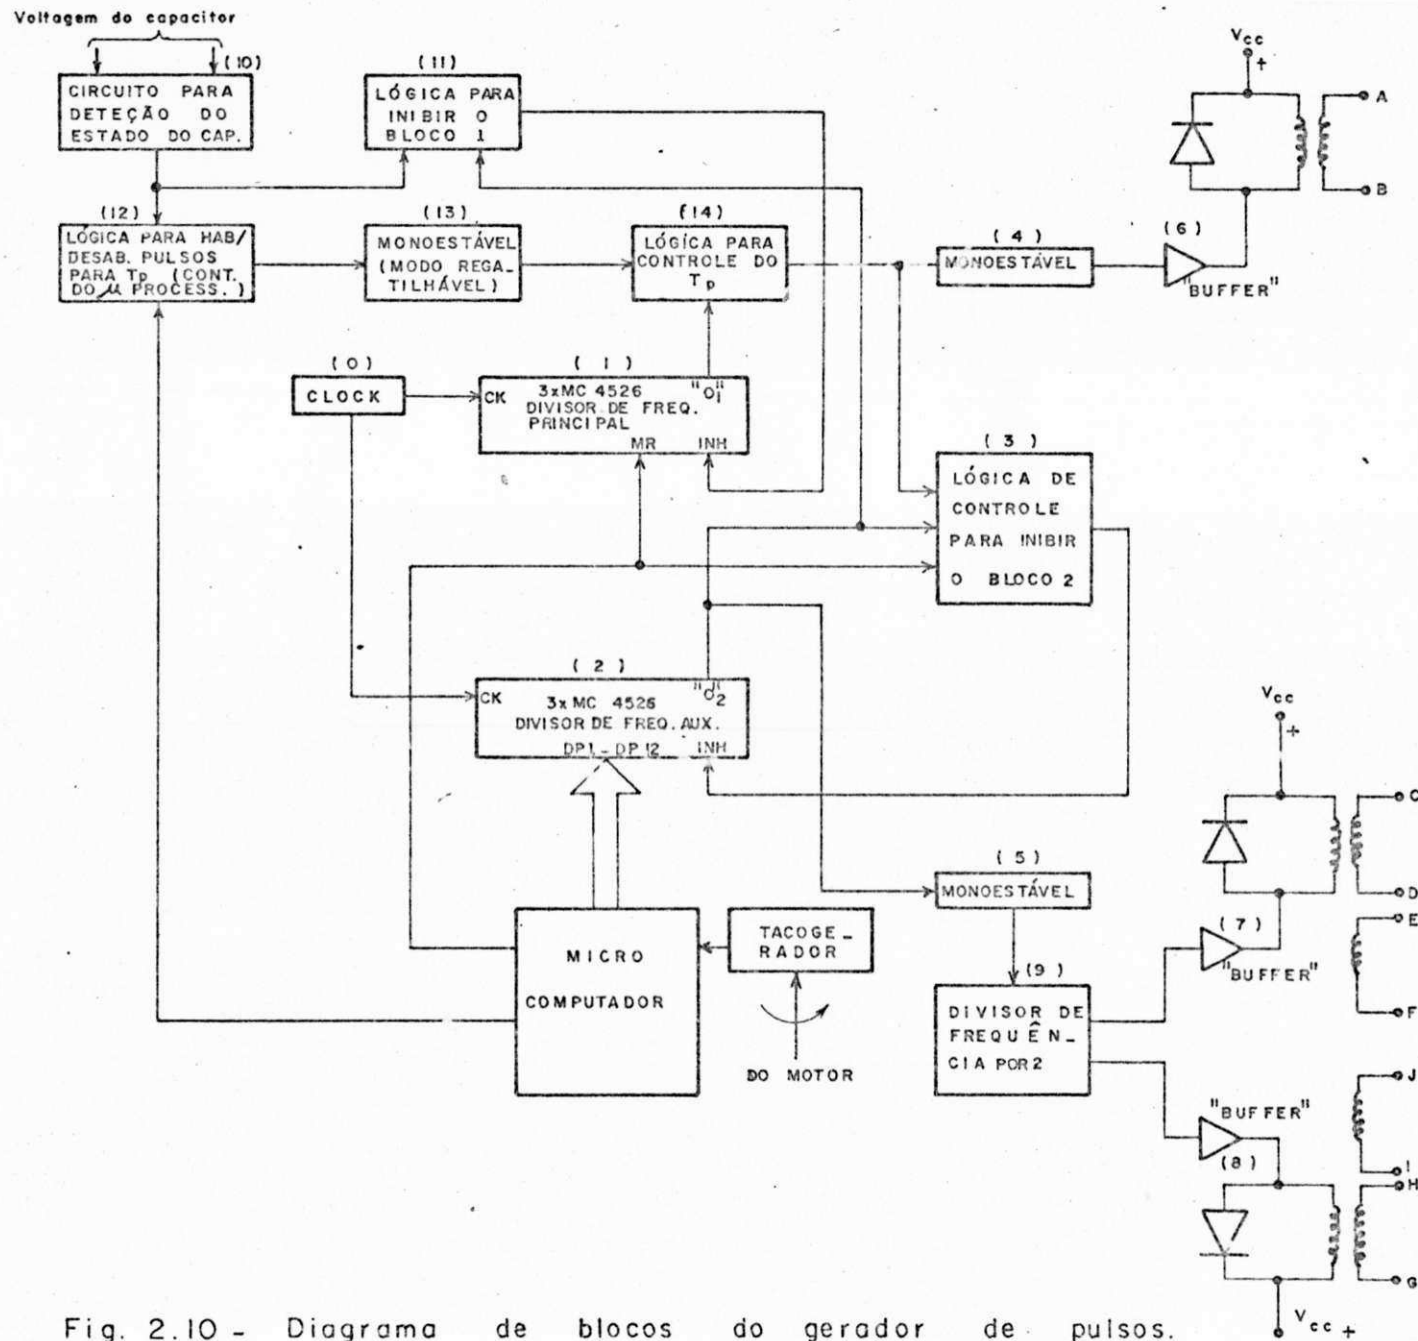 Voltagem do capacitor
(10)
CIRCUITO PARA
DETEÇÃO DO
ESTADO DO CAP.
(11)
LÓGICA PARA
INIBIR O
BLOCO 1
Vcc
+
A
B
(12)
LÓGICA PARA HAB/
DESAB. PULSOS
PARA Tp (CONT.
DO μ PROCESS.)
(13)
MONOESTÁVEL
(MODO REGA-
TILHÁVEL)
(14)
LÓGICA PARA
CONTROLE DO
Tp
(4)
MONOESTÁVEL
(6)
"BUFFER"
(0)
CLOCK
(1)
CK
3xMC 4526
"O1"
DIVISOR DE FREQ.
PRINCIPAL
MR
INH
(3)
LÓGICA DE
CONTROLE
PARA INIBIR
O BLOCO 2
(2)
CK
3x MC 4526
"O2"
DIVISOR DE FREQ. AUX.
DP1 - DP12
INH
Vcc
+
C
D
E
F
(5)
MONOESTÁVEL
(7)
"BUFFER"
MICRO
COMPUTADOR
TACOGE-
RADOR
DO MOTOR
(9)
DIVISOR DE
FREQUÊN-
CIA POR 2
"BUFFER"
(8)
J
I
H
G
Vcc +
Fig. 2.10 - Diagrama de blocos do gerador de pulsos.